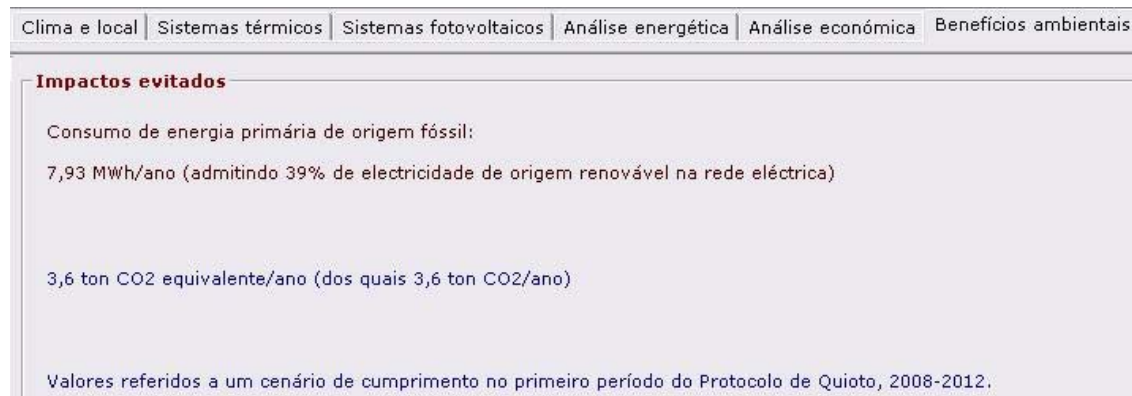 Clima e local Sistemas térmicos Sistemas fotovoltaicos Análise energética Análise económica Benefícios ambientais
Impactos evitados
Consumo de energia primária de origem fóssil:
7,93 MWh/ano (admitindo 39% de electricidade de origem renovável na rede eléctrica)
3,6 ton CO2 equivalente/ano (dos quais 3,6 ton CO2/ano)
Valores referidos a um cenário de cumprimento no primeiro período do Protocolo de Quioto, 2008-2012.